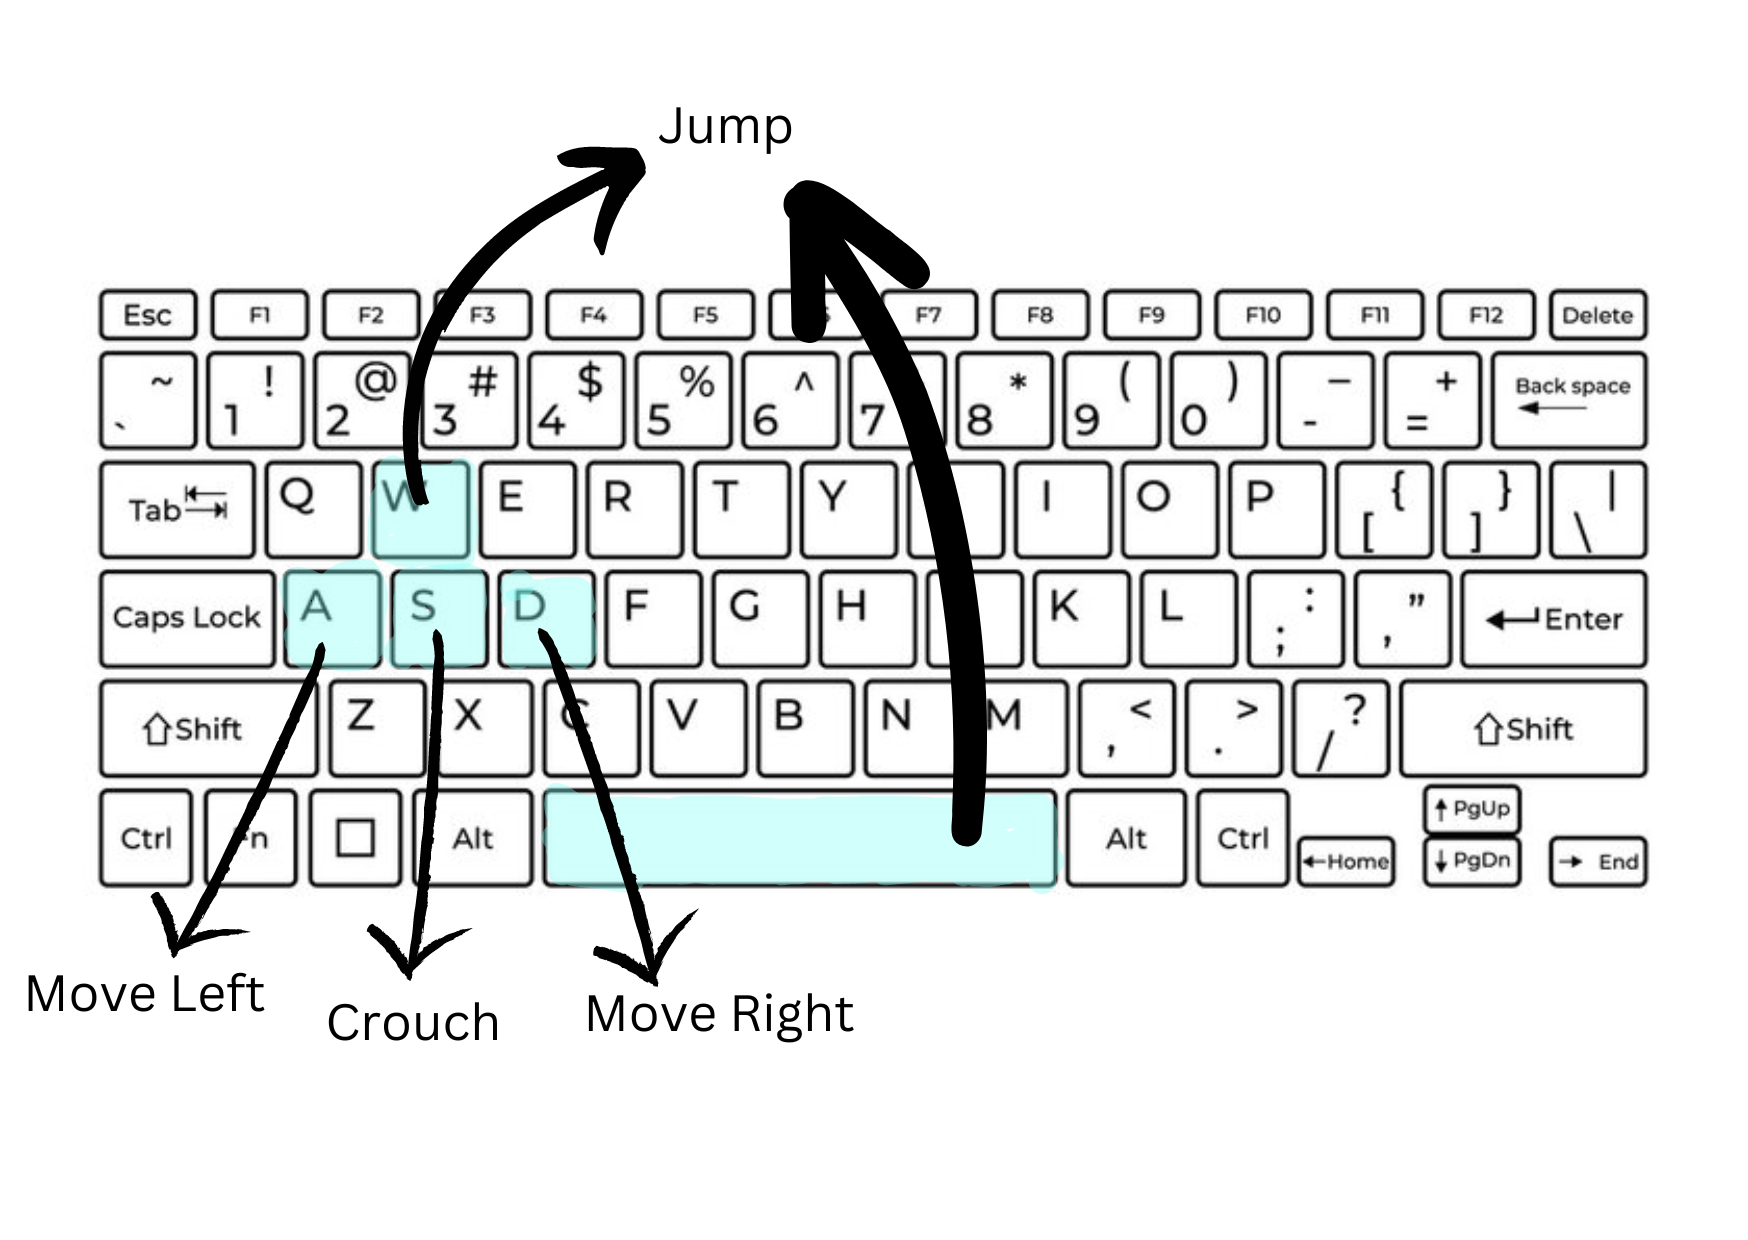 Jump
Esc F1 F2 F3 F4 F5 F7 F8 F9 F10 F11 F12 Delete
~ ! @ # $ % ^ * ( ) – + Back space
` 1 2 3 4 5 6 7 8 9 0 - =
Tab Q W E R T Y I O P { } |
[ ] \
Caps Lock A S D F G H K L : ” Enter
; ,
Shift Z X C V B N M < > ? Shift
, . /
Ctrl Fn Alt Alt Ctrl Home PgUp
PgDn End
Move Left
Crouch
Move Right